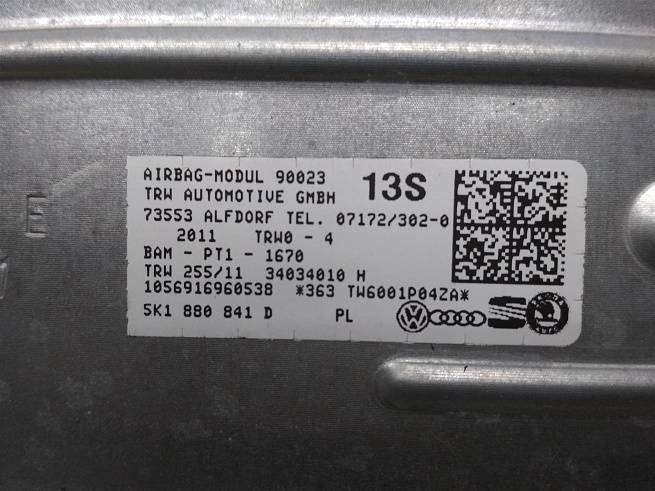 AIRBAG-MODUL 90023 13S
TRW AUTOMOTIVE GMBH
73553 ALFDORF TEL. 07172/302-0
2011 TRW0 - 4
BAM - PT1 - 1670
TRW 255/11 34034010 H
1056916960538 *363 TW6001P04ZA*
5K1 880 841 D PL
E